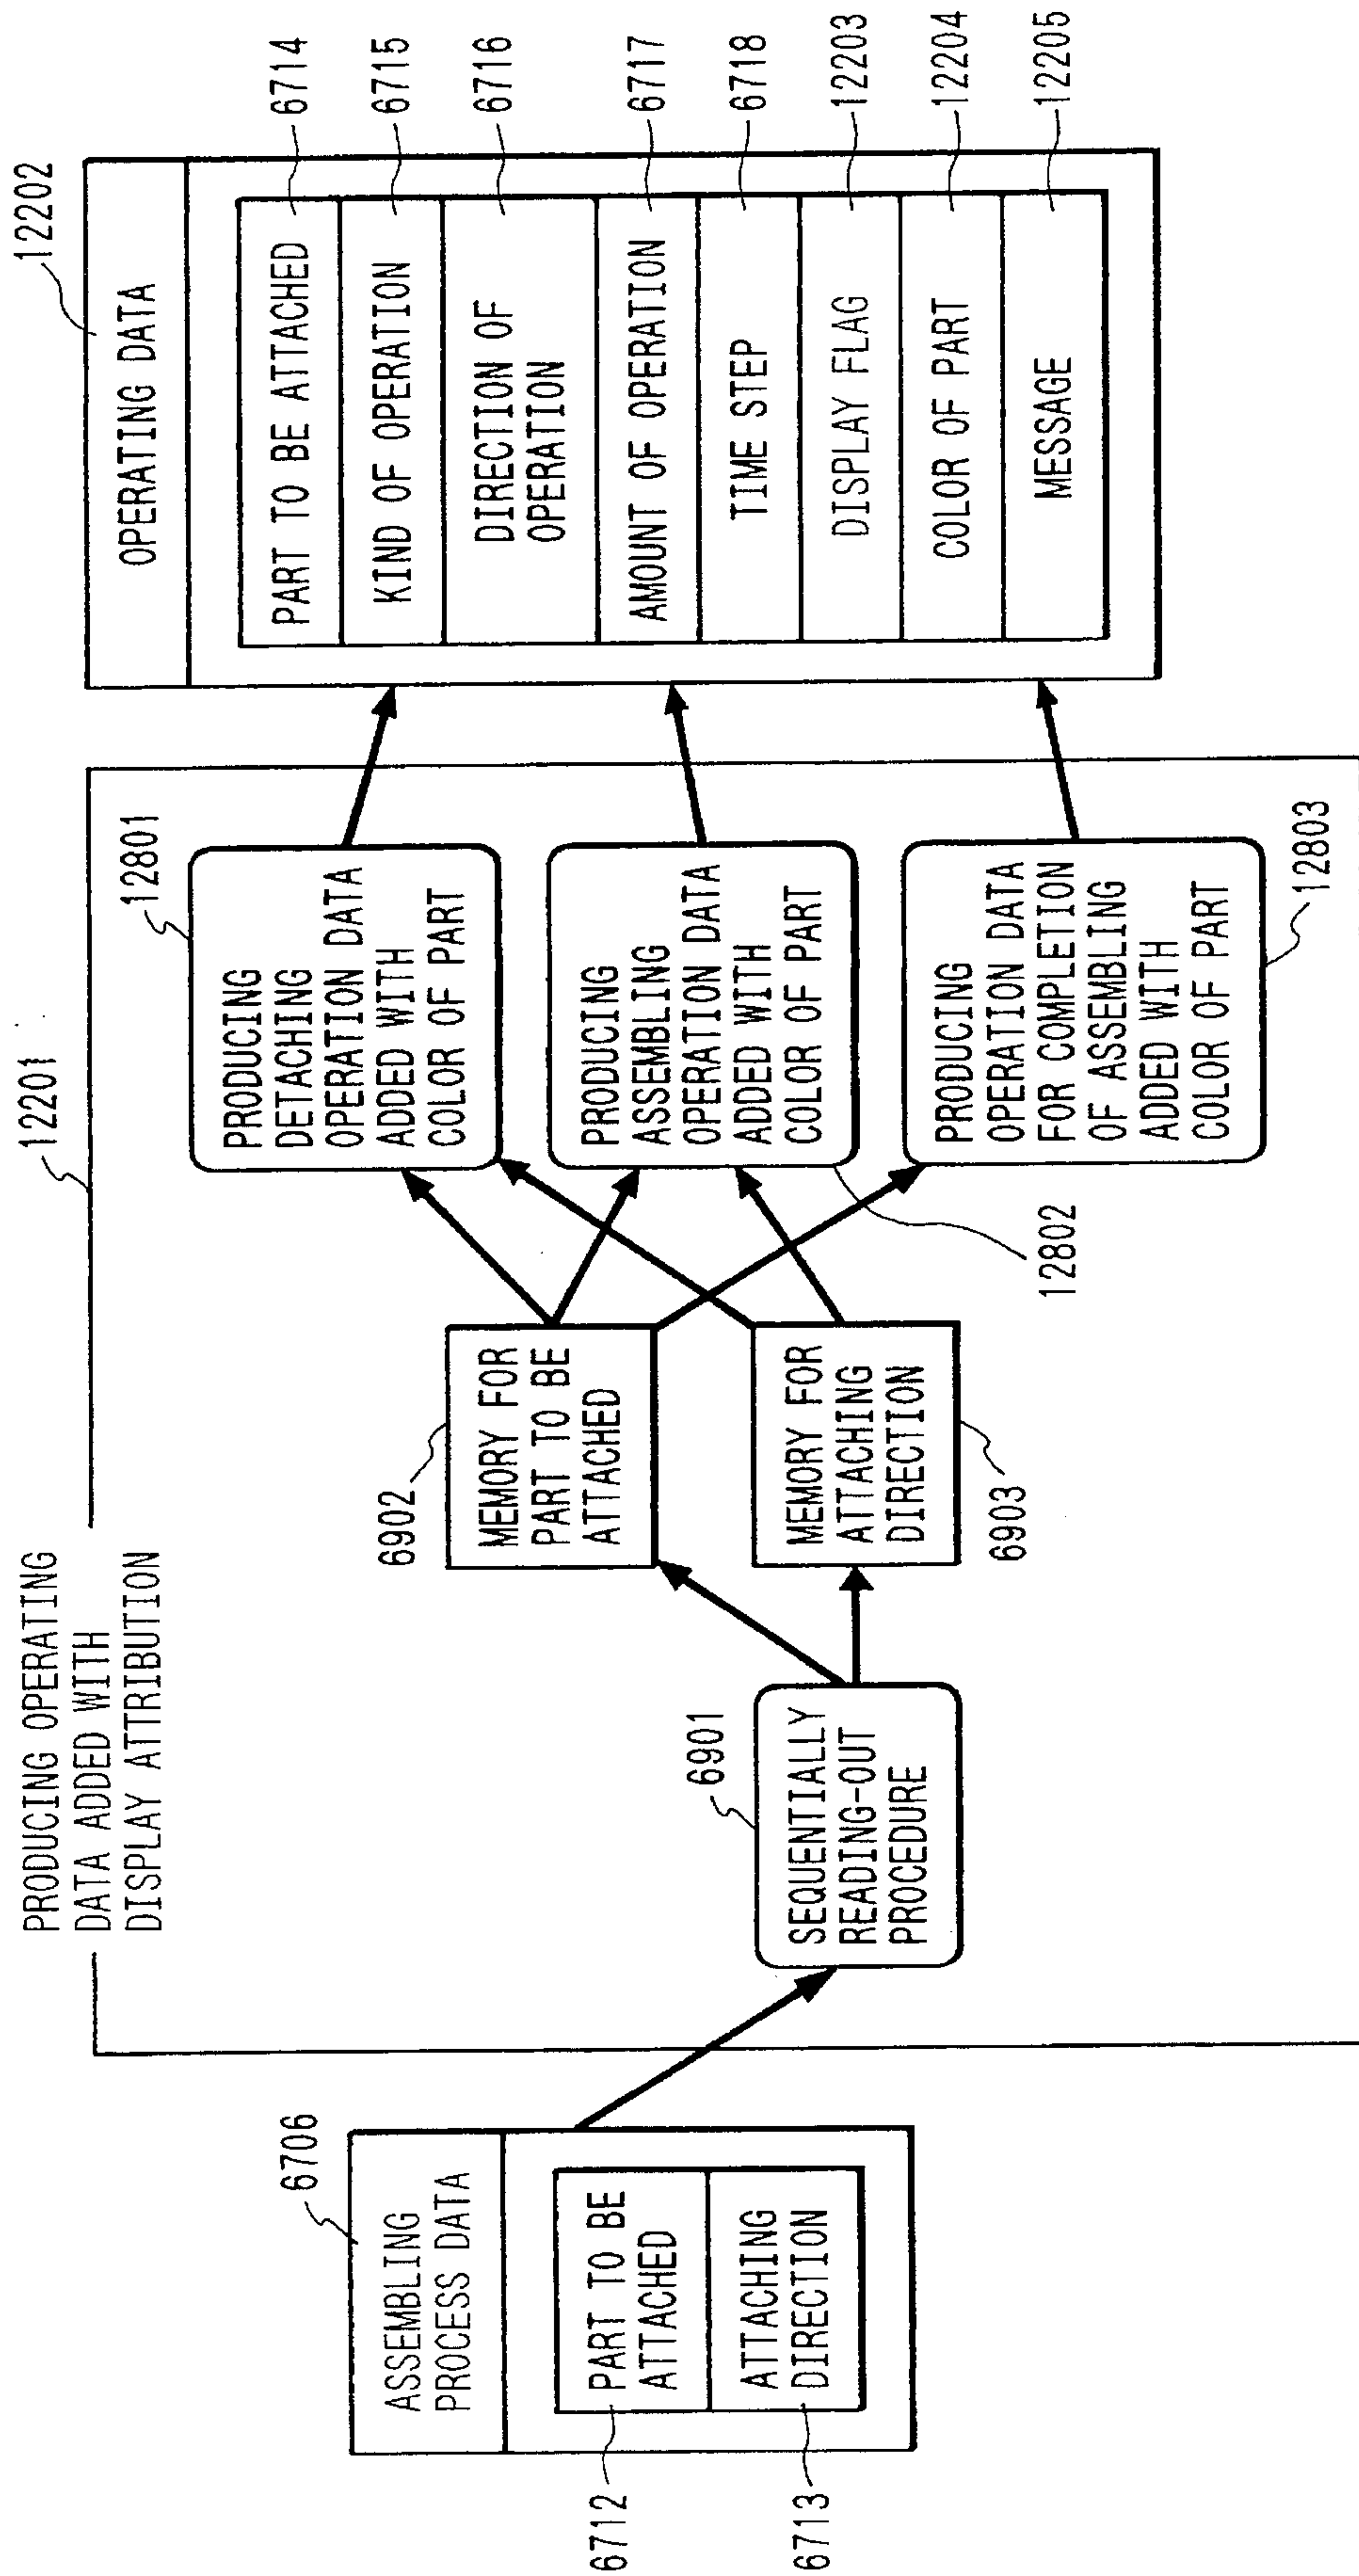 PRODUCING OPERATING
DATA ADDED WITH
DISPLAY ATTRIBUTION
12201
6706
ASSEMBLING
PROCESS DATA
6712
PART TO BE
ATTACHED
6713
ATTACHING
DIRECTION
6901
SEQUENTIALLY
READING-OUT
PROCEDURE
6902
MEMORY FOR
PART TO BE
ATTACHED
MEMORY FOR
ATTACHING
DIRECTION
6903
12801
PRODUCING
DETACHING
OPERATION DATA
ADDED WITH
COLOR OF PART
PRODUCING
ASSEMBLING
OPERATION DATA
ADDED WITH
COLOR OF PART
12802
PRODUCING
OPERATION DATA
FOR COMPLETION
OF ASSEMBLING
ADDED WITH
COLOR OF PART
12803
12202
OPERATING DATA
PART TO BE ATTACHED
6714
KIND OF OPERATION
6715
DIRECTION OF
OPERATION
6716
AMOUNT OF OPERATION
6717
TIME STEP
6718
DISPLAY FLAG
12203
COLOR OF PART
12204
MESSAGE
12205